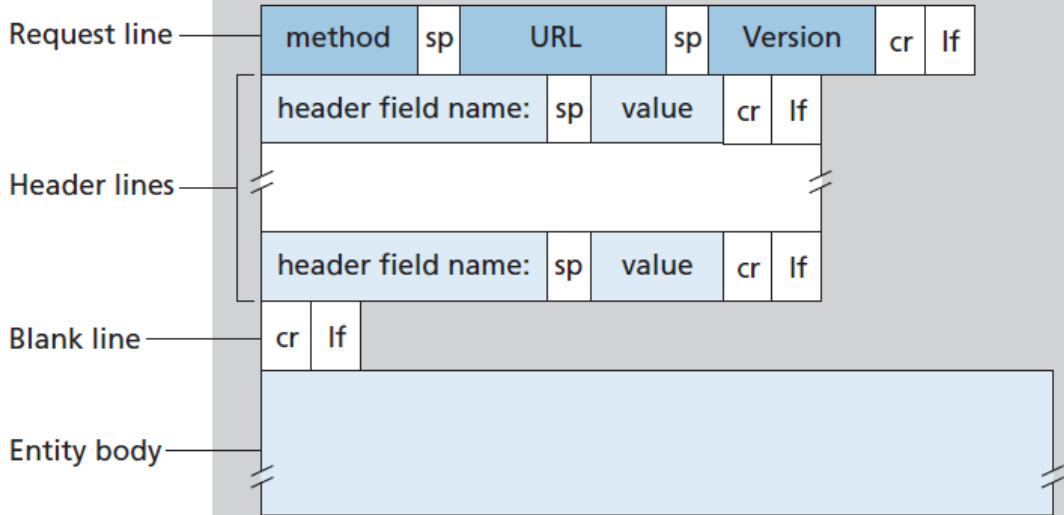 Request line method sp URL sp Version cr lf
header field name: sp value cr lf
Header lines
header field name: sp value cr lf
Blank line cr lf
Entity body